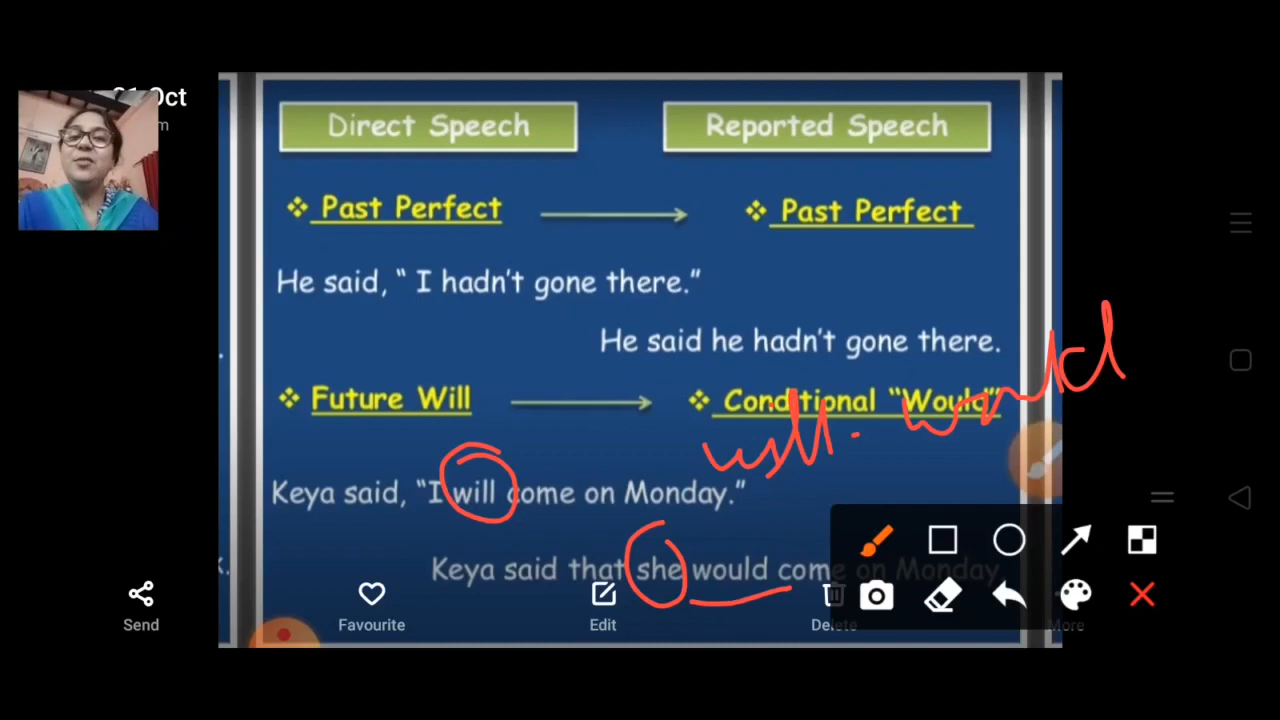 21 Oct
m
Direct Speech
Reported Speech
❖ Past Perfect
❖ Past Perfect
He said, “ I hadn’t gone there.”
He said he hadn’t gone there.
❖ Future Will
❖ Conditional “Would”
will. would
Keya said, “I will come on Monday.”
Keya said that she would come on Monday
Send
Favourite
Edit
Delete
More